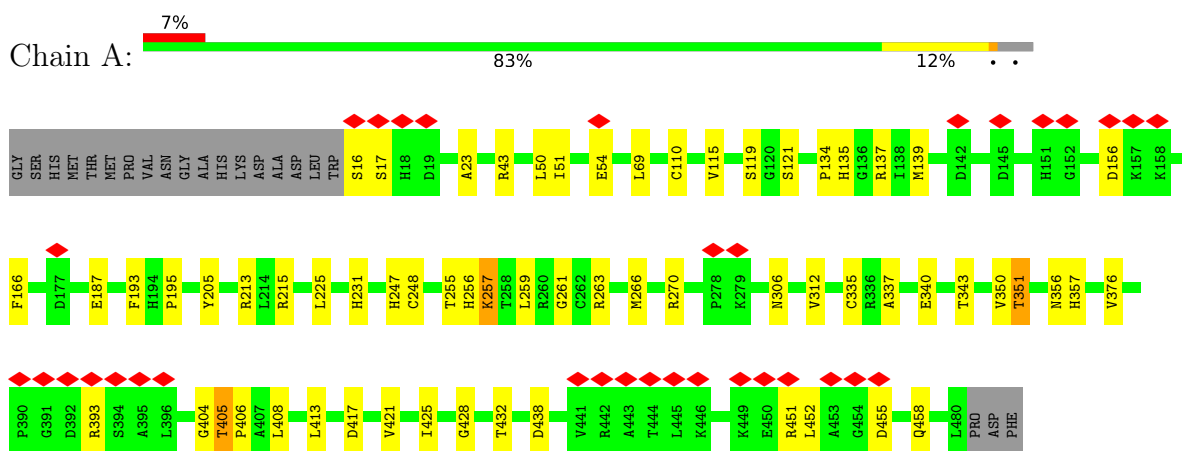 7%
Chain A:
83% 12% • •
GLY SER HIS MET THR MET PRO VAL ASN GLY ALA HIS LYS ASP ALA ASP LEU TRP S16 S17 H18 D19 A23 R43 L50 I51 E54 L69 C110 V115 S119 G120 S121 P134 H135 G136 R137 I138 M139 D142 D145 H151 G152 D156 K157 K158
F166 D177 E187 F193 H194 P195 Y205 R213 L214 R215 L225 H231 H247 C248 T255 H256 K257 T258 L259 R260 G261 C262 R263 M266 R270 P278 K279 N306 V312 C335 R336 A337 E340 T343 V350 T351 N356 H357 V376
P390 G391 D392 R393 S394 A395 L396 G404 T405 P406 A407 L408 L413 D417 V421 I425 G428 T432 D438 V441 R442 A443 T444 L445 K446 K449 E450 R451 L452 A453 G454 D455 Q458 L480 PRO ASP PHE